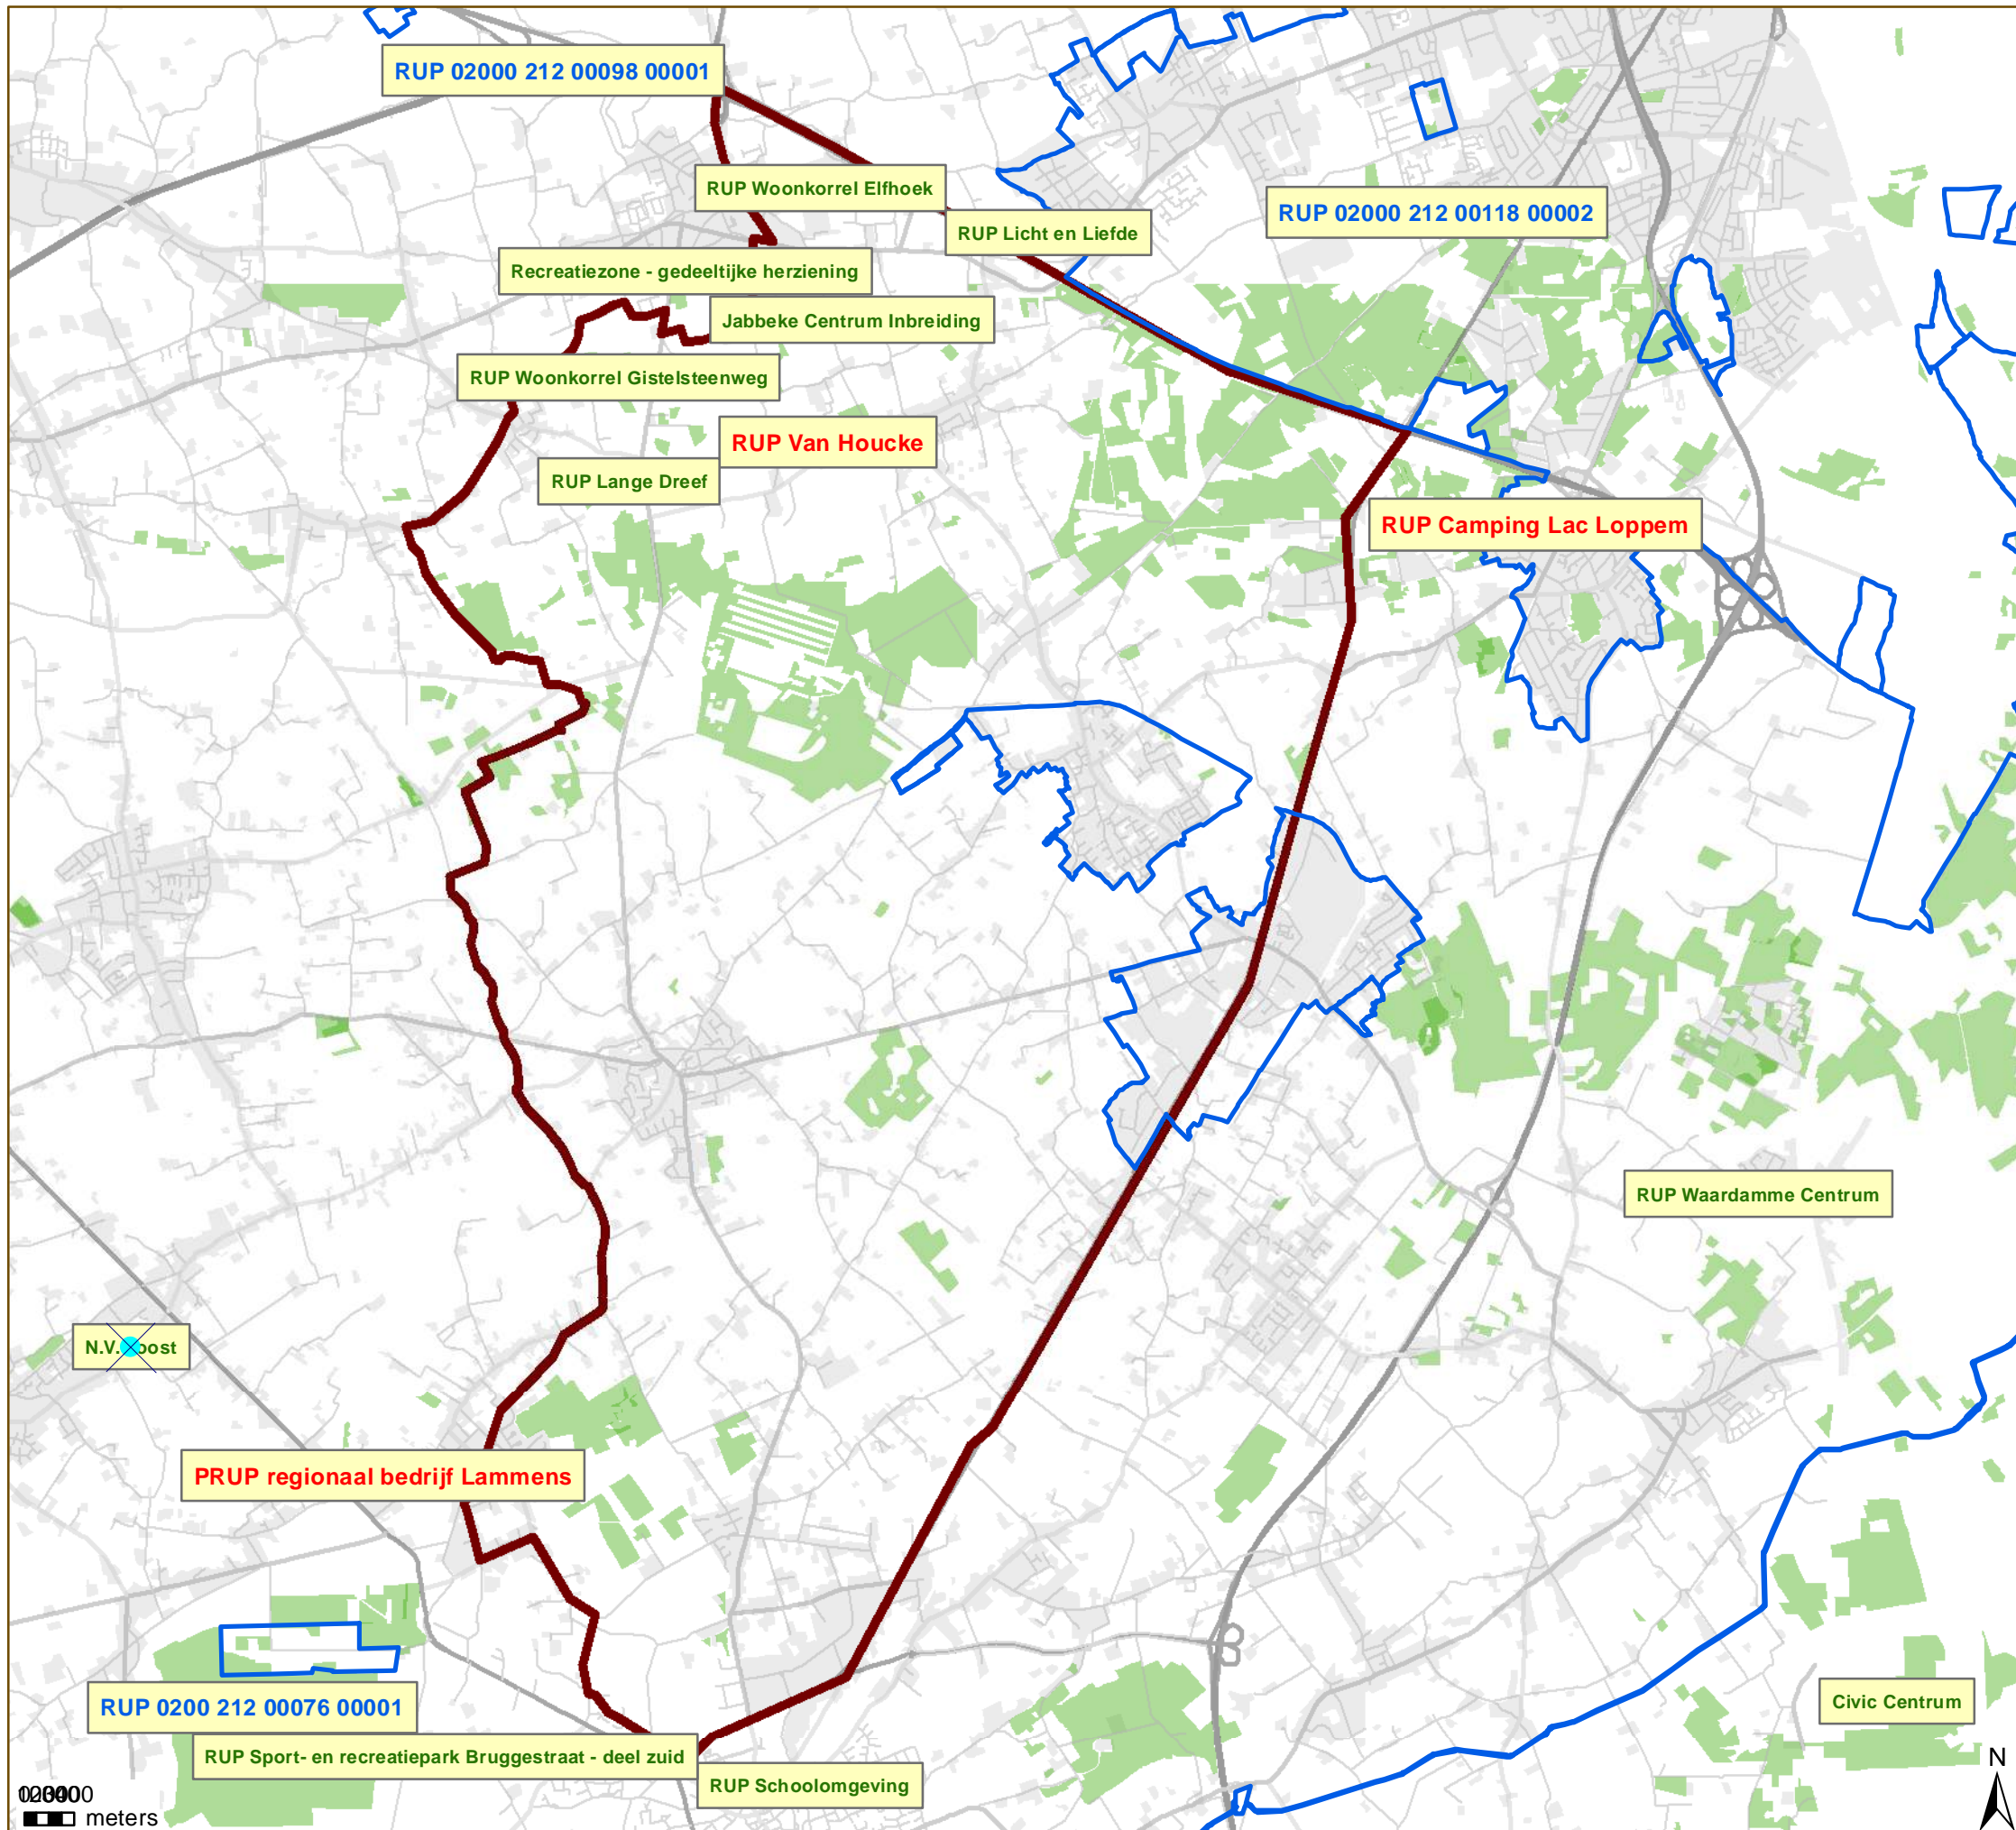 RUP 02000 212 00098 00001
RUP Woonkorrel Elfhoek
RUP 02000 212 00118 00002
RUP Licht en Liefde
Recreatiezone - gedeeltijke herziening
Jabbeke Centrum Inbreiding
RUP Woonkorrel Gistelsteenweg
RUP Van Houcke
RUP Lange Dreef
RUP Camping Lac Loppem
RUP Waardamme Centrum
N.V.
PRUP regionaal bedrijf Lammens
RUP 0200 212 00076 00001
Civic Centrum
RUP Sport- en recreatiepark Bruggestraat - deel zuid
RUP Schoolomgeving
N
meters